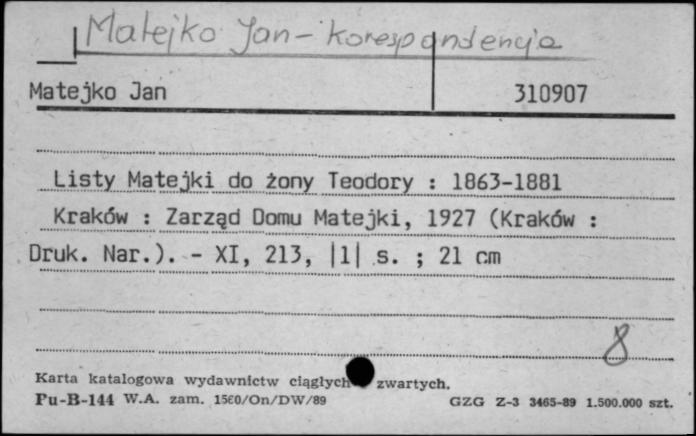 Matejko Jan - korespondencja
Matejko Jan 310907
Listy Matejki do żony Teodory : 1863-1881
Kraków : Zarząd Domu Matejki, 1927 (Kraków :
Druk. Nar.). - XI, 213, |1| s. ; 21 cm
8
Karta katalogowa wydawnictw ciągłych zwartych.
Pu-B-144 W.A. zam. 1560/On/DW/89 GZG Z-3 3465-89 1.500.000 szt.